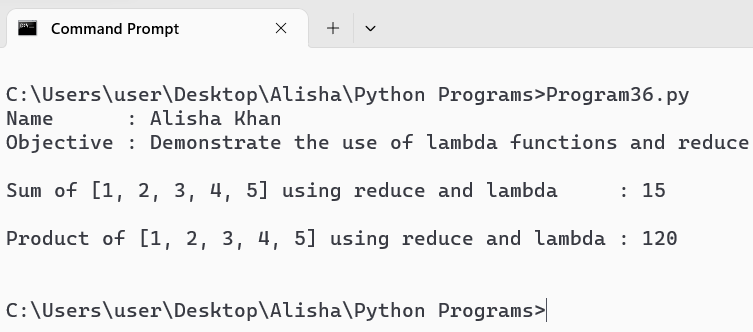 Command Prompt
C:\Users\user\Desktop\Alisha\Python Programs>Program36.py
Name      : Alisha Khan
Objective : Demonstrate the use of lambda functions and reduce
Sum of [1, 2, 3, 4, 5] using reduce and lambda     : 15
Product of [1, 2, 3, 4, 5] using reduce and lambda : 120
C:\Users\user\Desktop\Alisha\Python Programs>